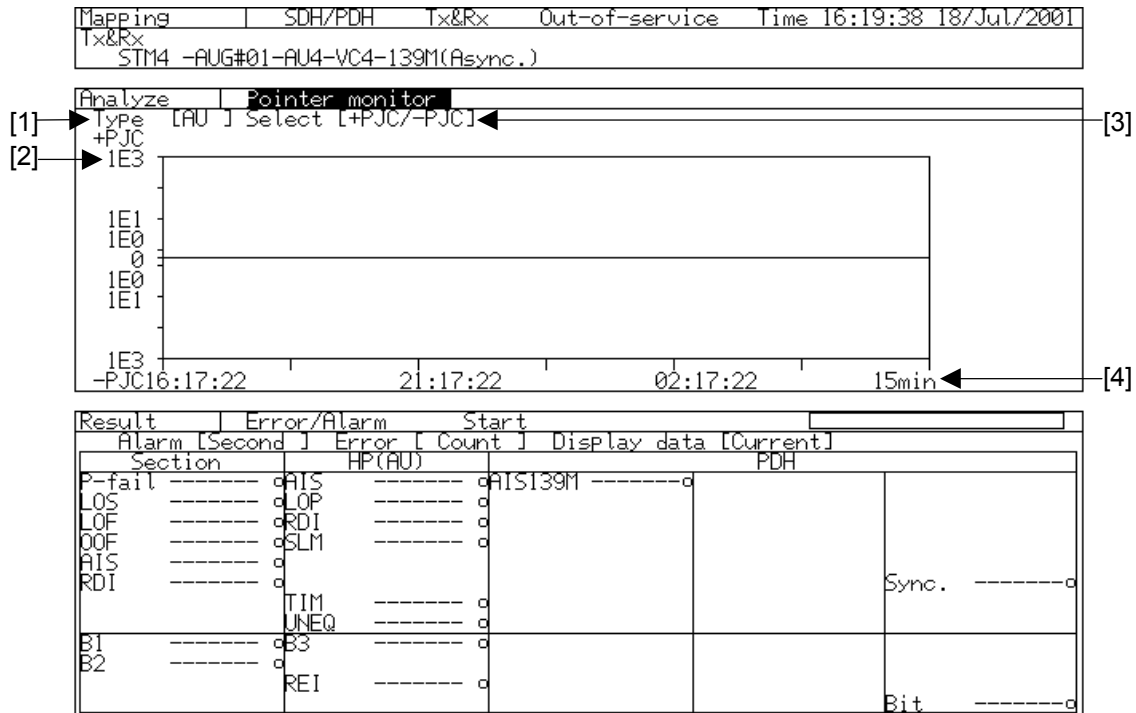 Mapping SDH/PDH Tx&Rx Out-of-service Time 16:19:38 18/Jul/2001
Tx&Rx
STM4 -AUG#01-AU4-VC4-139M(Async.)
Analyze Pointer monitor
[1] Type [AU ] Select [+PJC/-PJC] [3]
+PJC
[2] 1E3
1E1
1E0
0
1E0
1E1
1E3
-PJC16:17:22 21:17:22 02:17:22 15min [4]
Result Error/Alarm Start
Alarm [Second ] Error [ Count ] Display data [Current]
Section HP(AU) PDH
P-fail ------- o AIS ------- o AIS139M -------o
LOS ------- o LOP ------- o
LOF ------- o RDI ------- o
OOF ------- o SLM ------- o
AIS ------- o
RDI ------- o Sync. -------o
TIM ------- o
UNEQ ------- o
B1 ------- o B3 ------- o
B2 ------- o
REI ------- o
Bit -------o